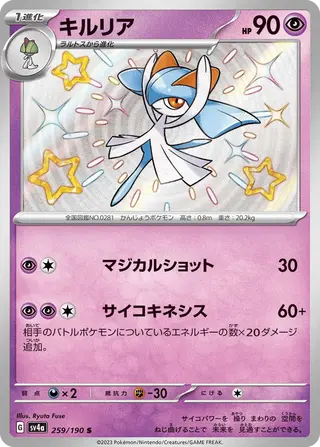 1進化
キルリア
HP 90
ラルトスから進化
全国図鑑NO.0281 かんじょうポケモン 高さ：0.8m 重さ：20.2kg
マジカルショット 30
サイコキネシス 60+
相手のバトルポケモンについているエネルギーの数×20ダメージ
追加。
弱点 ×2 抵抗力 -30 にげる
Illus. Ryuta Fuse
G sv4a 259/190 S
サイコパワーを 操り、まわりの 空間を
ねじ曲げることで 未来を 見通すことができる。
©2023 Pokémon/Nintendo/Creatures/GAME FREAK.